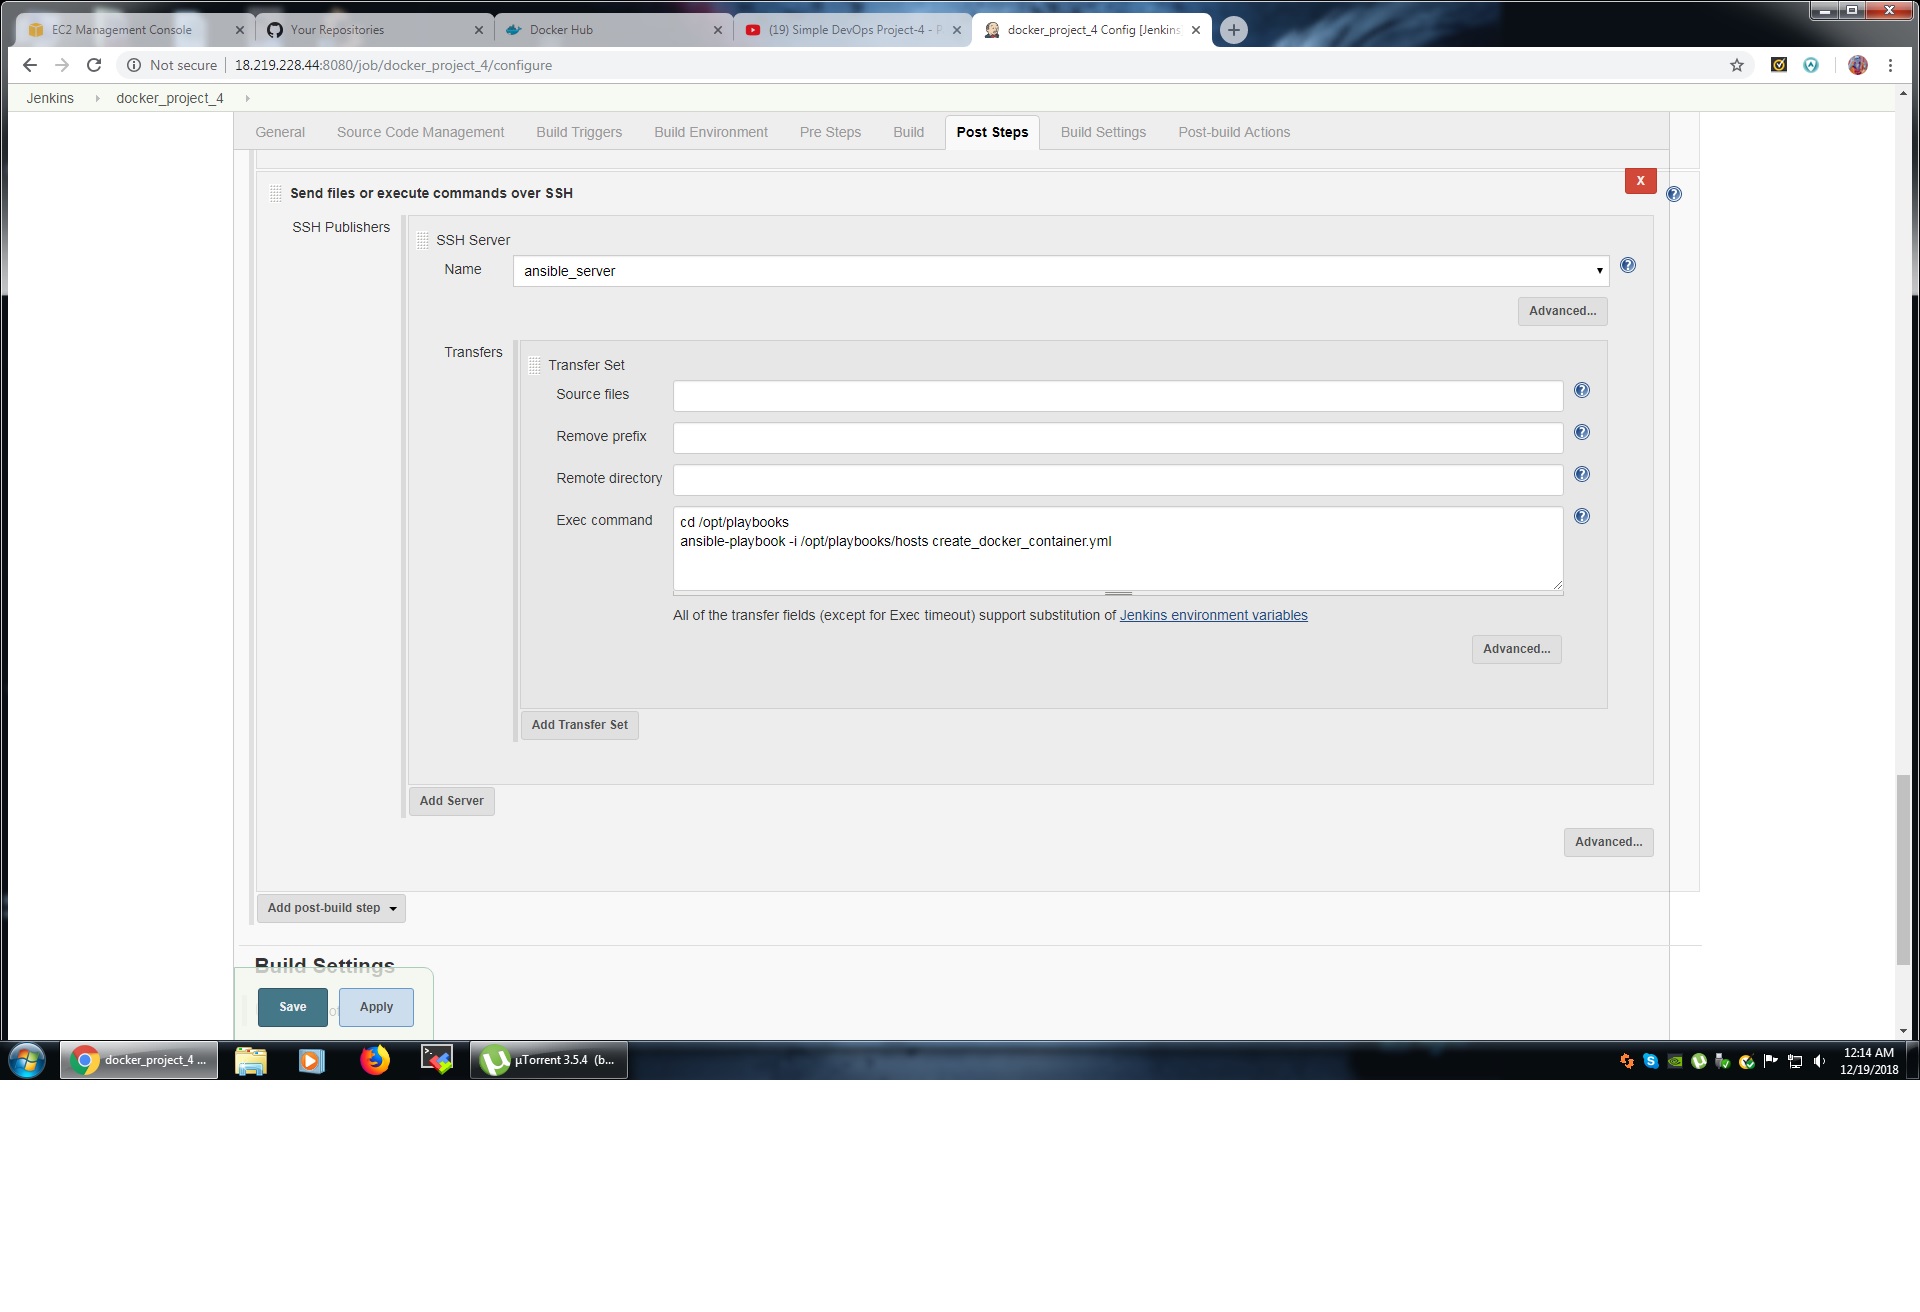 EC2 Management Console
Your Repositories
Docker Hub
(19) Simple DevOps Project-4 - P
docker_project_4 Config [Jenkins
Not secure
18.219.228.44:8080/job/docker_project_4/configure
Jenkins
docker_project_4
General
Source Code Management
Build Triggers
Build Environment
Pre Steps
Build
Post Steps
Build Settings
Post-build Actions
Send files or execute commands over SSH
X
SSH Publishers
SSH Server
Name
ansible_server
Advanced...
Transfers
Transfer Set
Source files
Remove prefix
Remote directory
Exec command
cd /opt/playbooks
ansible-playbook -i /opt/playbooks/hosts create_docker_container.yml
All of the transfer fields (except for Exec timeout) support substitution of Jenkins environment variables
Advanced...
Add Transfer Set
Add Server
Advanced...
Add post-build step
Build Settings
Save
Apply
docker_project_4 ...
µTorrent 3.5.4 (b...
12:14 AM
12/19/2018